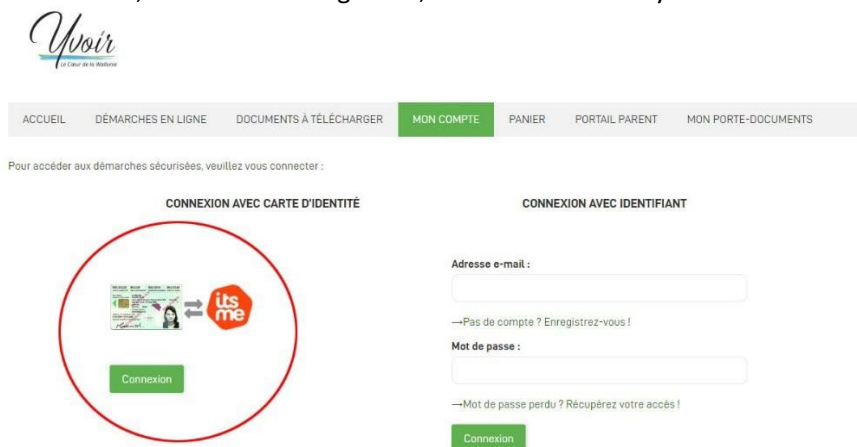 Yvoir
Le Cœur de la Wallonie
ACCUEIL DÉMARCHES EN LIGNE DOCUMENTS À TÉLÉCHARGER MON COMPTE PANIER PORTAIL PARENT MON PORTE-DOCUMENTS
Pour accéder aux démarches sécurisées, veuillez vous connecter :
CONNEXION AVEC CARTE D'IDENTITÉ
its
me
Connexion
CONNEXION AVEC IDENTIFIANT
Adresse e-mail :
→Pas de compte ? Enregistrez-vous !
Mot de passe :
→Mot de passe perdu ? Récupérez votre accès !
Connexion